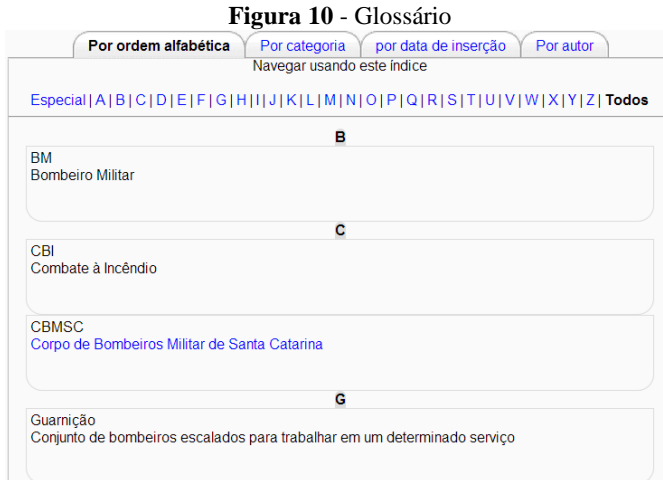 Figura 10 - Glossário
Por ordem alfabética Por categoria por data de inserção Por autor
Navegar usando este índice
Especial | A | B | C | D | E | F | G | H | I | J | K | L | M | N | O | P | Q | R | S | T | U | V | W | X | Y | Z | Todos
B
BM
Bombeiro Militar
C
CBI
Combate à Incêndio
CBMSC
Corpo de Bombeiros Militar de Santa Catarina
G
Guarnição
Conjunto de bombeiros escalados para trabalhar em um determinado serviço